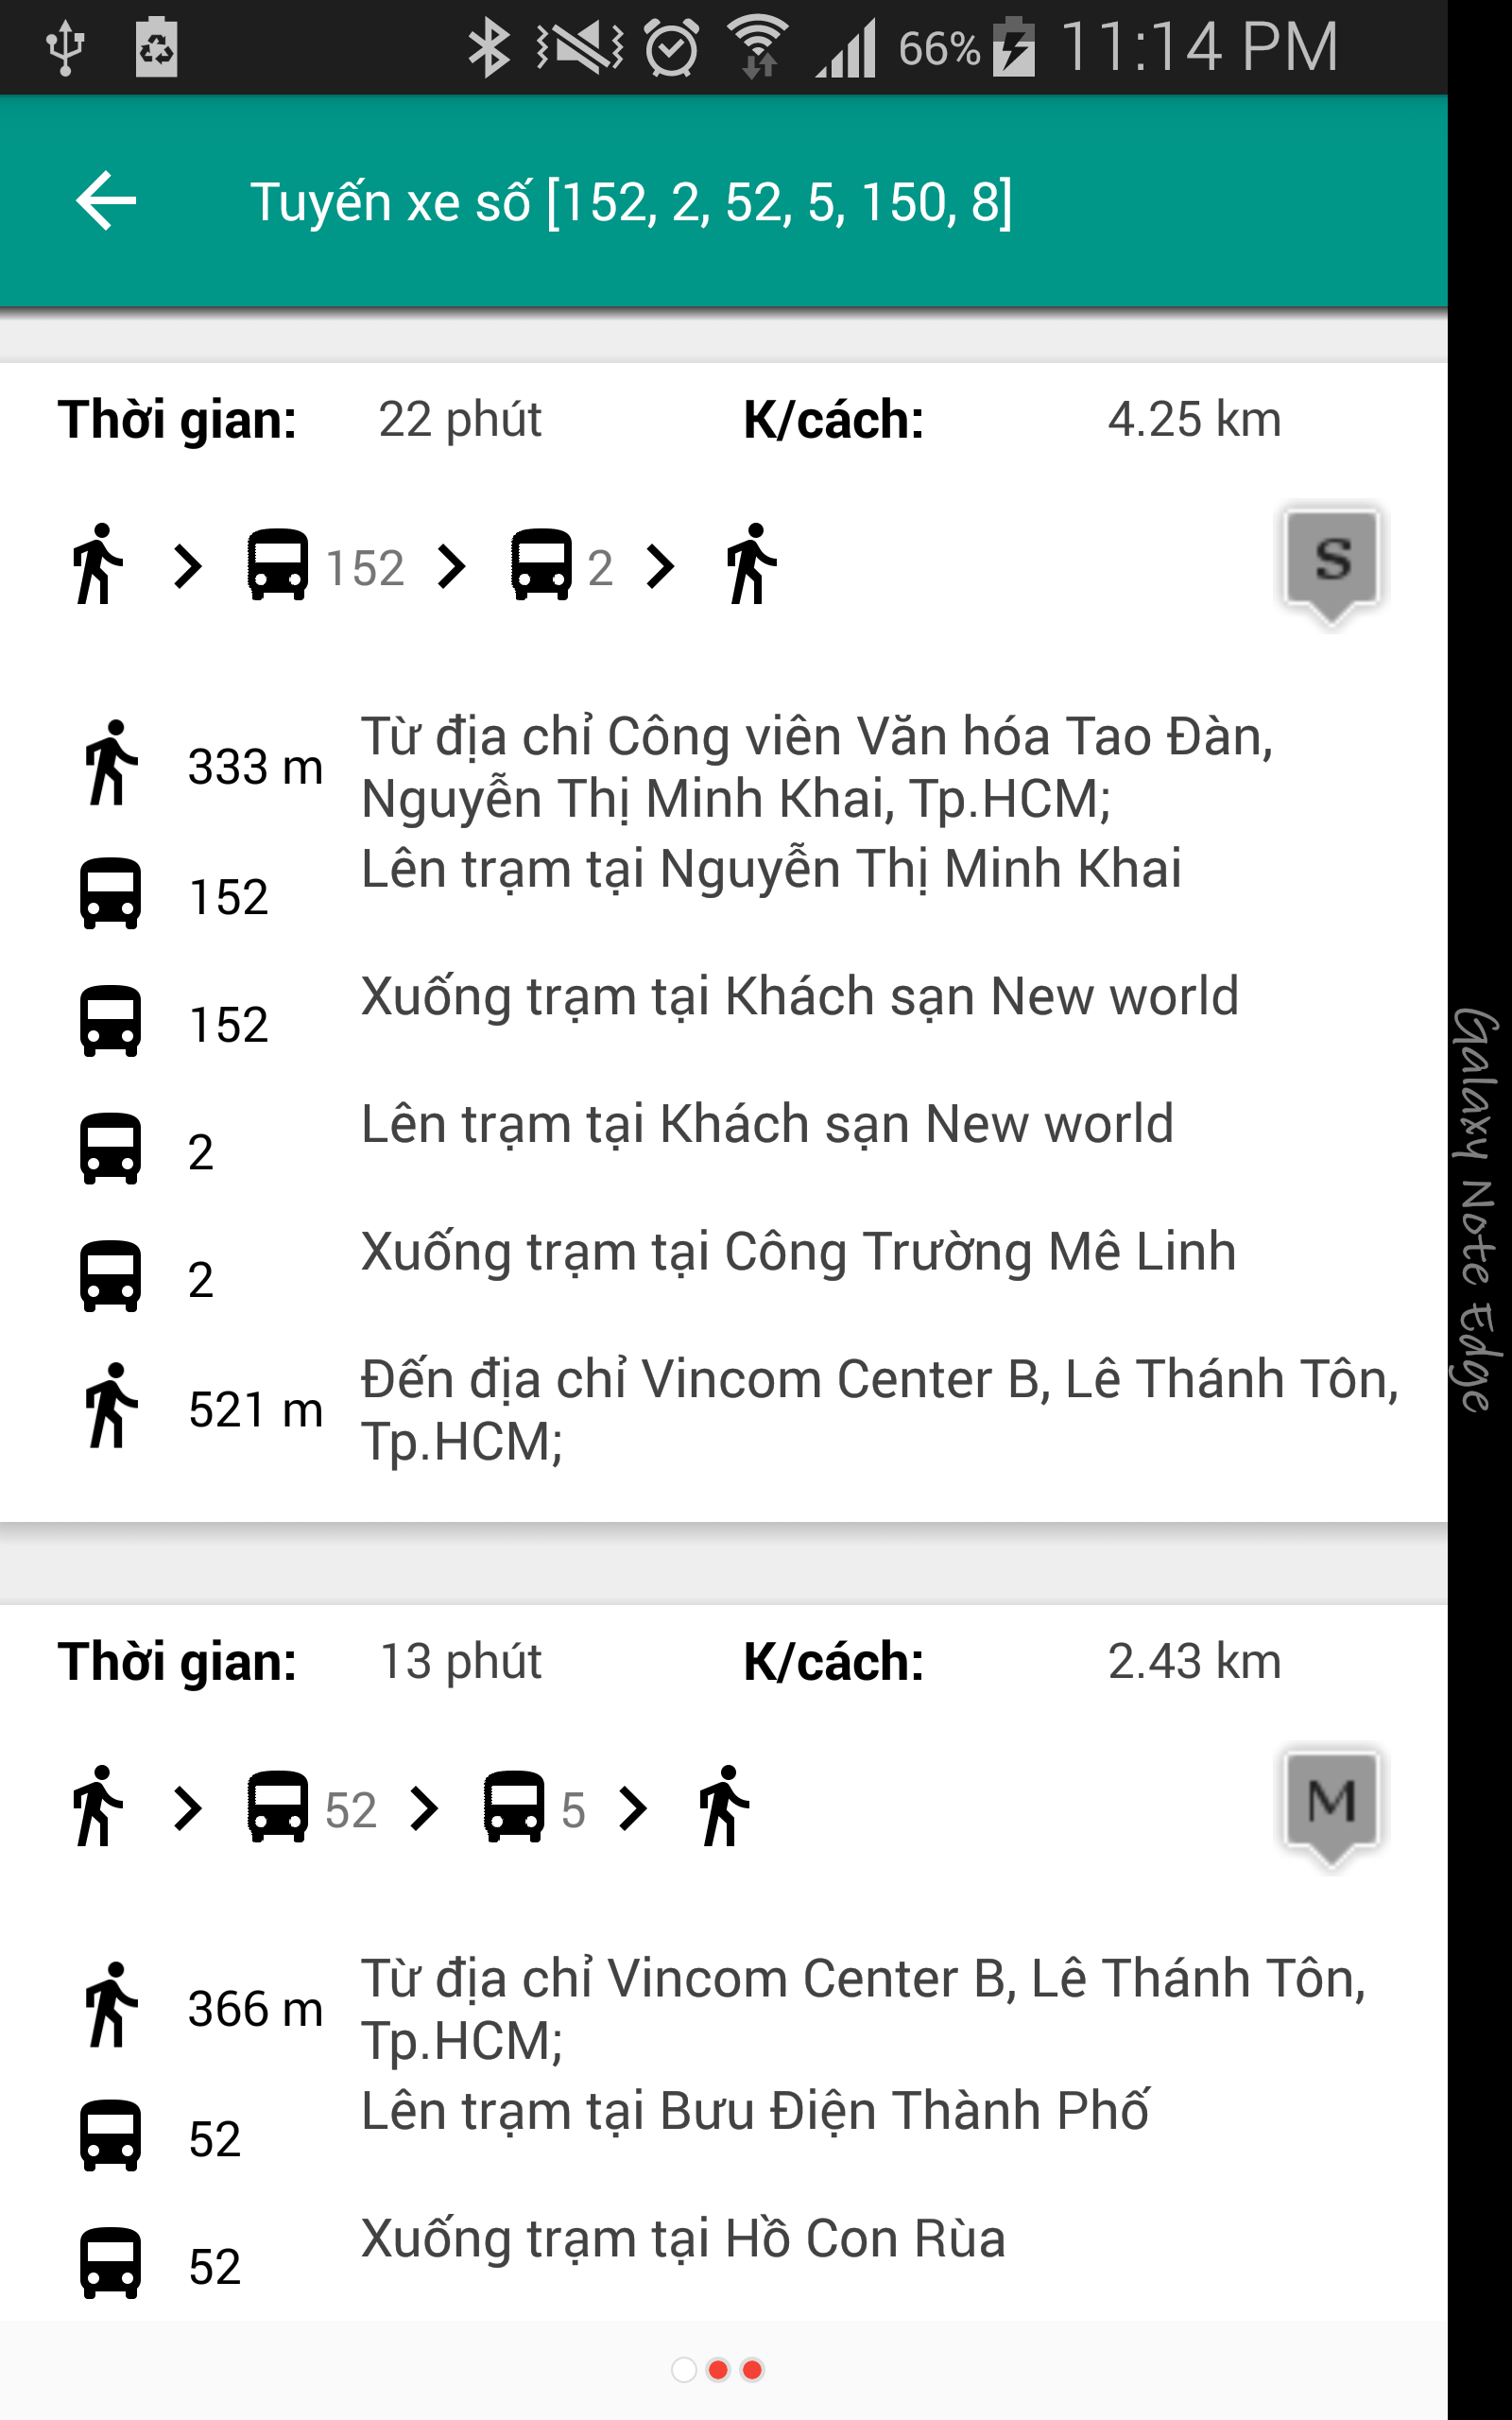 66% 11:14 PM
Tuyến xe số [152, 2, 52, 5, 150, 8]
Thời gian: 22 phút K/cách: 4.25 km
152 2
S
333 m Từ địa chỉ Công viên Văn hóa Tao Đàn,
Nguyễn Thị Minh Khai, Tp.HCM;
152 Lên trạm tại Nguyễn Thị Minh Khai
152 Xuống trạm tại Khách sạn New world
2 Lên trạm tại Khách sạn New world
2 Xuống trạm tại Công Trường Mê Linh
521 m Đến địa chỉ Vincom Center B, Lê Thánh Tôn,
Tp.HCM;
Thời gian: 13 phút K/cách: 2.43 km
52 5
M
366 m Từ địa chỉ Vincom Center B, Lê Thánh Tôn,
Tp.HCM;
52 Lên trạm tại Bưu Điện Thành Phố
52 Xuống trạm tại Hồ Con Rùa
Galaxy Note Edge